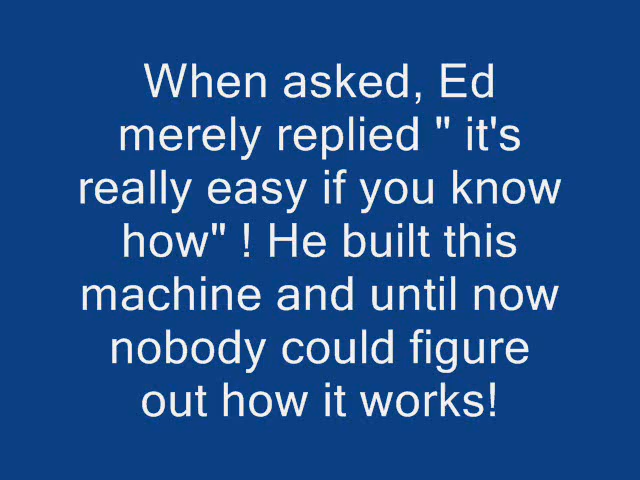 When asked, Ed
merely replied " it's
really easy if you know
how" ! He built this
machine and until now
nobody could figure
out how it works!